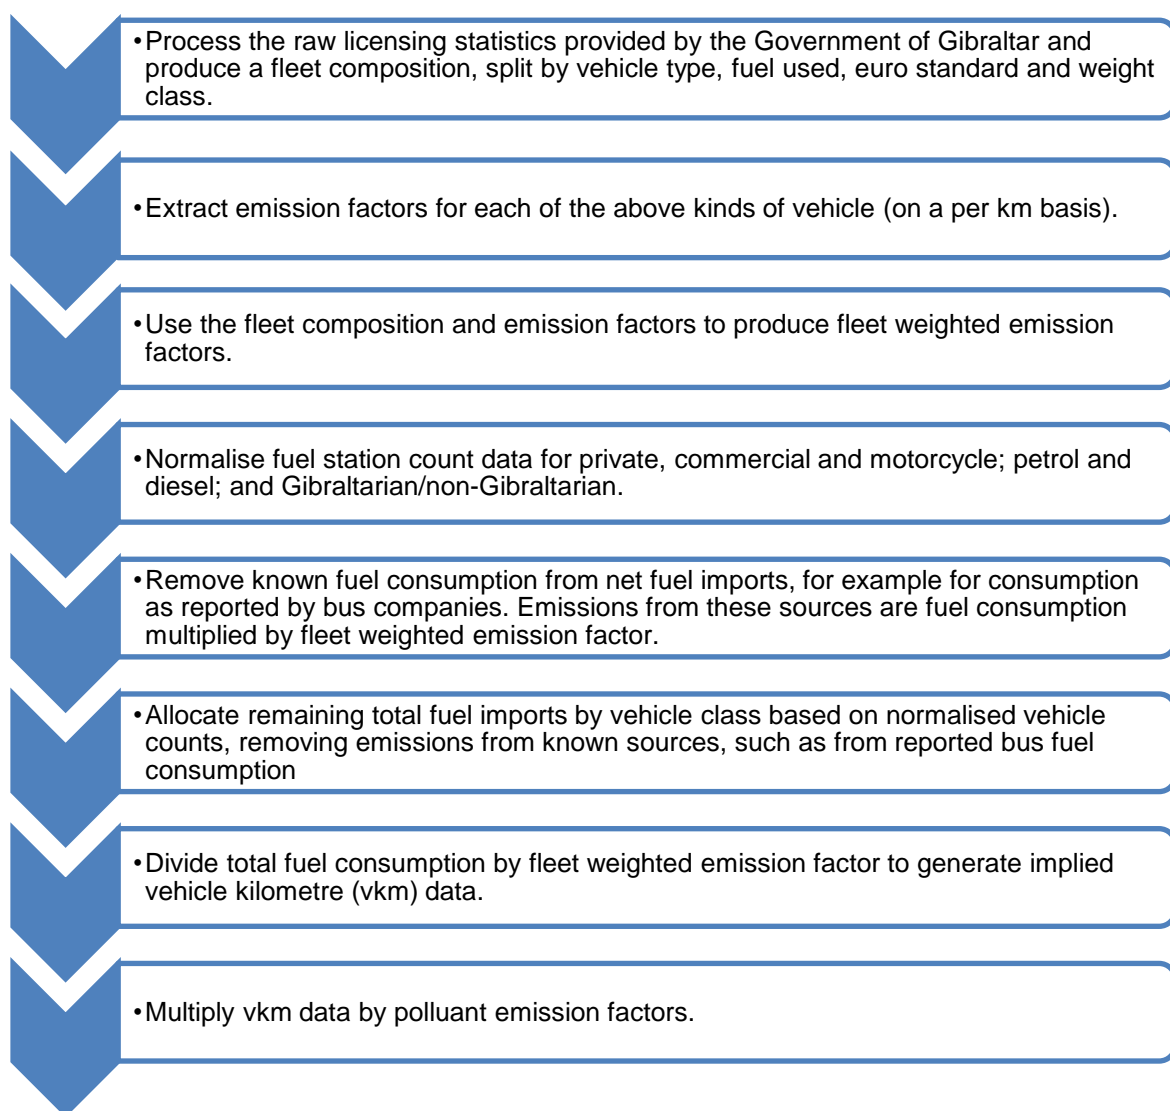 •Process the raw licensing statistics provided by the Government of Gibraltar and
produce a fleet composition, split by vehicle type, fuel used, euro standard and weight
class.
•Extract emission factors for each of the above kinds of vehicle (on a per km basis).
•Use the fleet composition and emission factors to produce fleet weighted emission
factors.
•Normalise fuel station count data for private, commercial and motorcycle; petrol and
diesel; and Gibraltarian/non-Gibraltarian.
•Remove known fuel consumption from net fuel imports, for example for consumption
as reported by bus companies. Emissions from these sources are fuel consumption
multiplied by fleet weighted emission factor.
•Allocate remaining total fuel imports by vehicle class based on normalised vehicle
counts, removing emissions from known sources, such as from reported bus fuel
consumption
•Divide total fuel consumption by fleet weighted emission factor to generate implied
vehicle kilometre (vkm) data.
•Multiply vkm data by polluant emission factors.